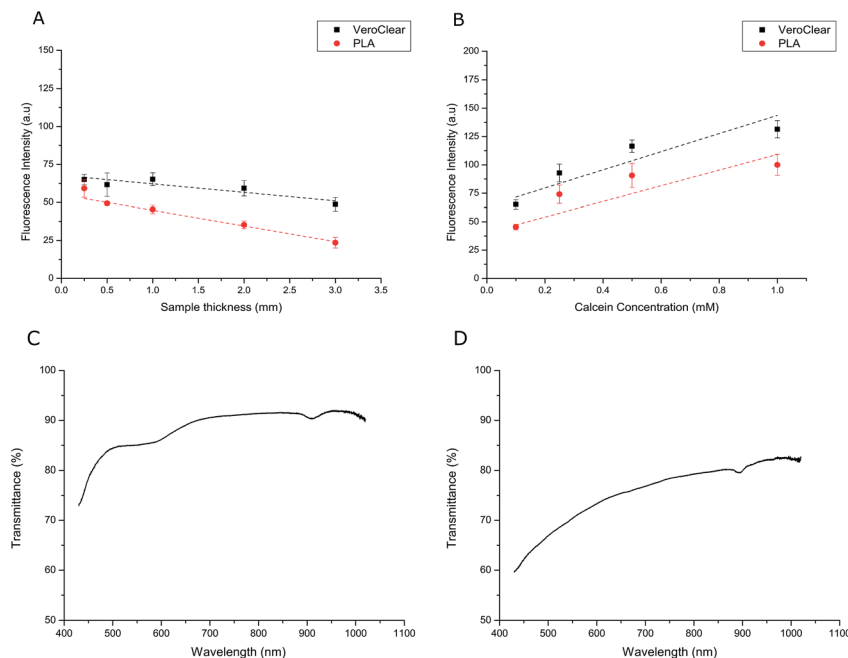 A
VeroClear
PLA
Fluorescence Intensity (a.u)
150
125
100
75
50
25
0
0.0 0.5 1.0 1.5 2.0 2.5 3.0 3.5
Sample thickness (mm)
B
VeroClear
PLA
Fluorescence Intensity (a.u)
200
175
150
125
100
75
50
25
0
0.0 0.2 0.4 0.6 0.8 1.0
Calcein Concentration (mM)
C
Transmittance (%)
100
90
80
70
60
50
400 500 600 700 800 900 1000 1100
Wavelength (nm)
D
Transmittance (%)
100
90
80
70
60
50
400 500 600 700 800 900 1000 1100
Wavelength (nm)